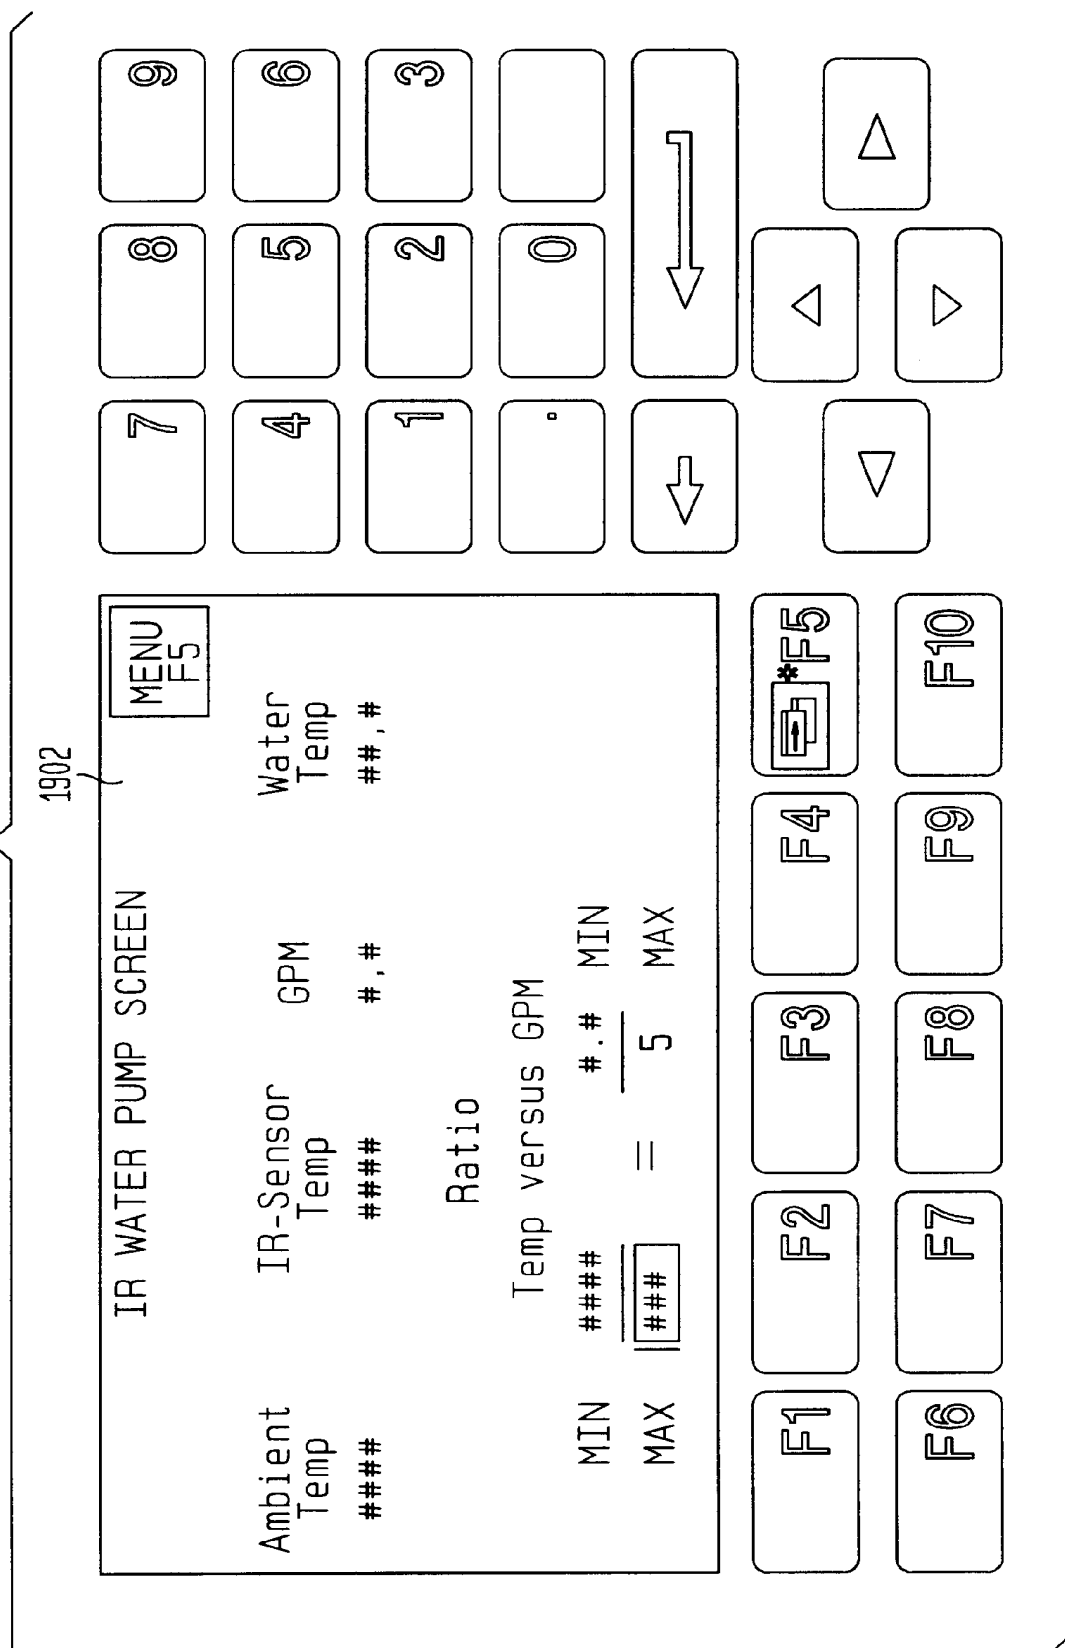 1902
IR WATER PUMP SCREEN
MENU
F5
Ambient
Temp
####
IR-Sensor
Temp
####
GPM
#,#
Water
Temp
##,#
Ratio
Temp versus GPM
MIN #### #.# MIN
MAX ### = 5 MAX
7 8 9
4 5 6
1 2 3
. 0
F1 F2 F3 F4 *F5
F6 F7 F8 F9 F10